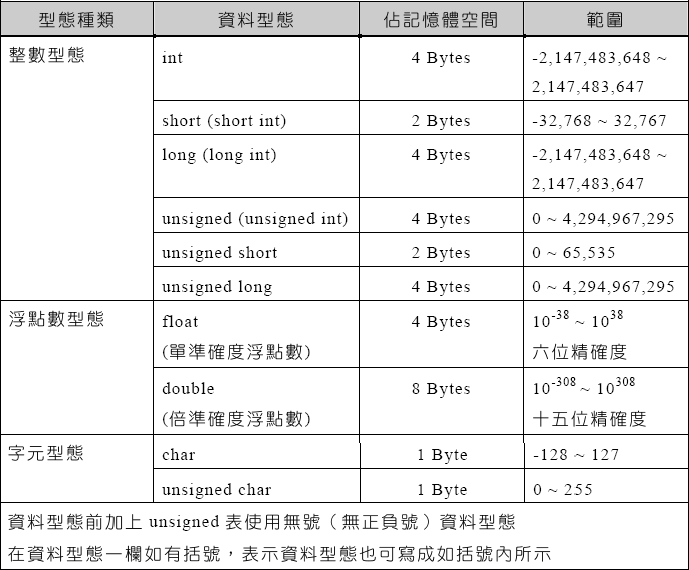 型態種類 資料型態 佔記憶體空間 範圍
整數型態 int 4 Bytes -2,147,483,648 ~
2,147,483,647
short (short int) 2 Bytes -32,768 ~ 32,767
long (long int) 4 Bytes -2,147,483,648 ~
2,147,483,647
unsigned (unsigned int) 4 Bytes 0 ~ 4,294,967,295
unsigned short 2 Bytes 0 ~ 65,535
unsigned long 4 Bytes 0 ~ 4,294,967,295
浮點數型態 float 4 Bytes 10⁻³⁸ ~ 10³⁸
(單準確度浮點數) 六位精確度
double 8 Bytes 10⁻³⁰⁸ ~ 10³⁰⁸
(倍準確度浮點數) 十五位精確度
字元型態 char 1 Byte -128 ~ 127
unsigned char 1 Byte 0 ~ 255
資料型態前加上 unsigned 表使用無號（無正負號）資料型態
在資料型態一欄如有括號，表示資料型態也可寫成如括號內所示